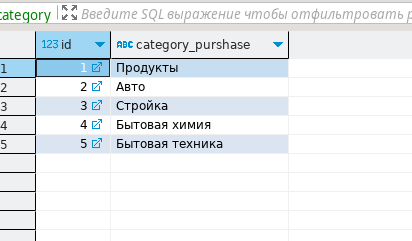 category Введите SQL выражение чтобы отфильтровать р
123 id ABC category_purshase
1 1 Продукты
2 2 Авто
3 3 Стройка
4 4 Бытовая химия
5 5 Бытовая техника